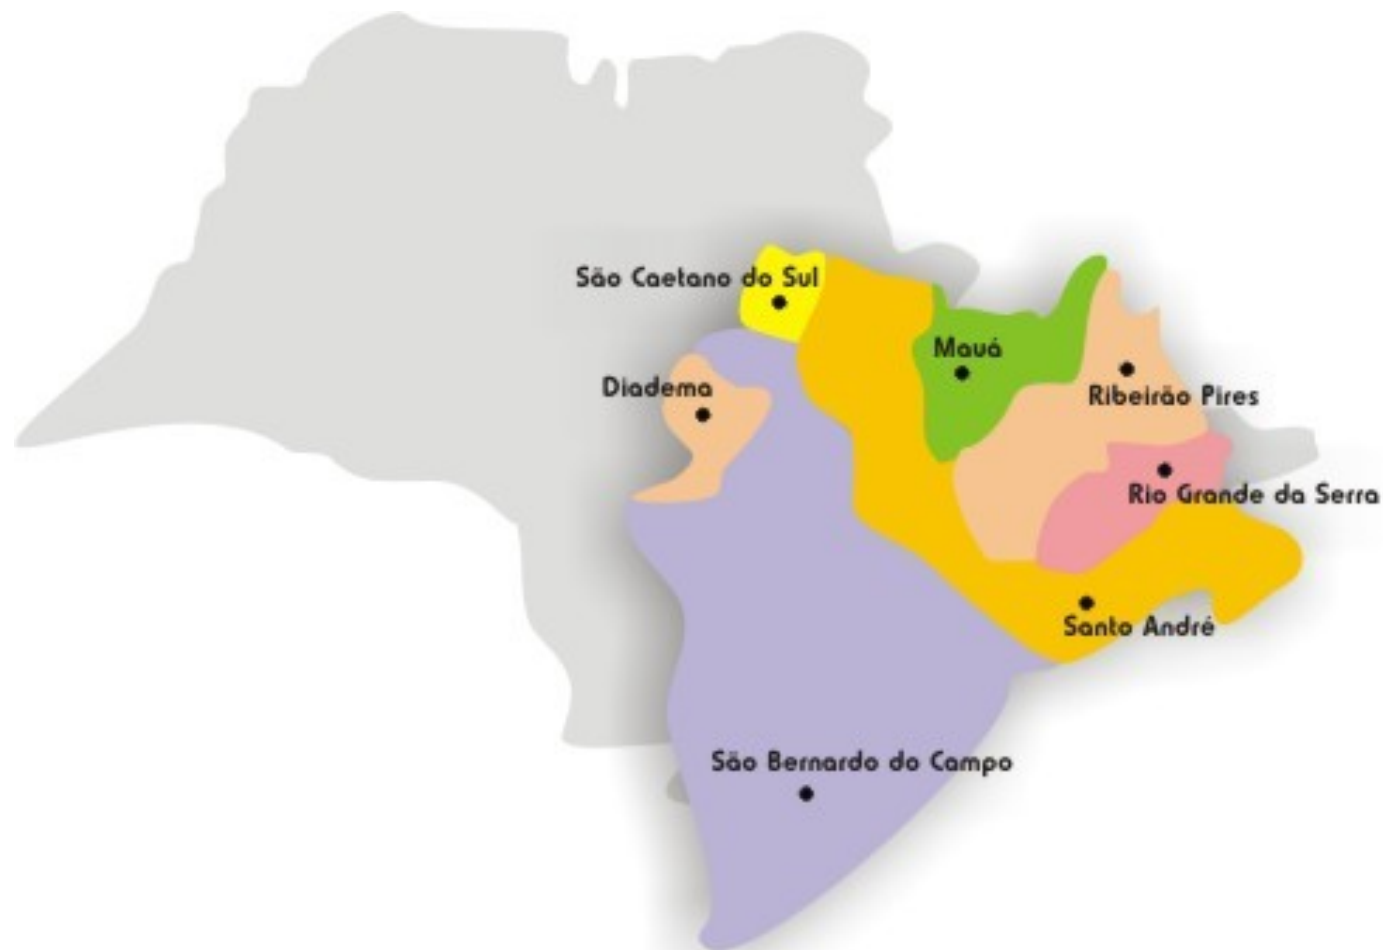 São Caetano do Sul
Mauá
Diadema
Ribeirão Pires
Rio Grande da Serra
Santo André
São Bernardo do Campo